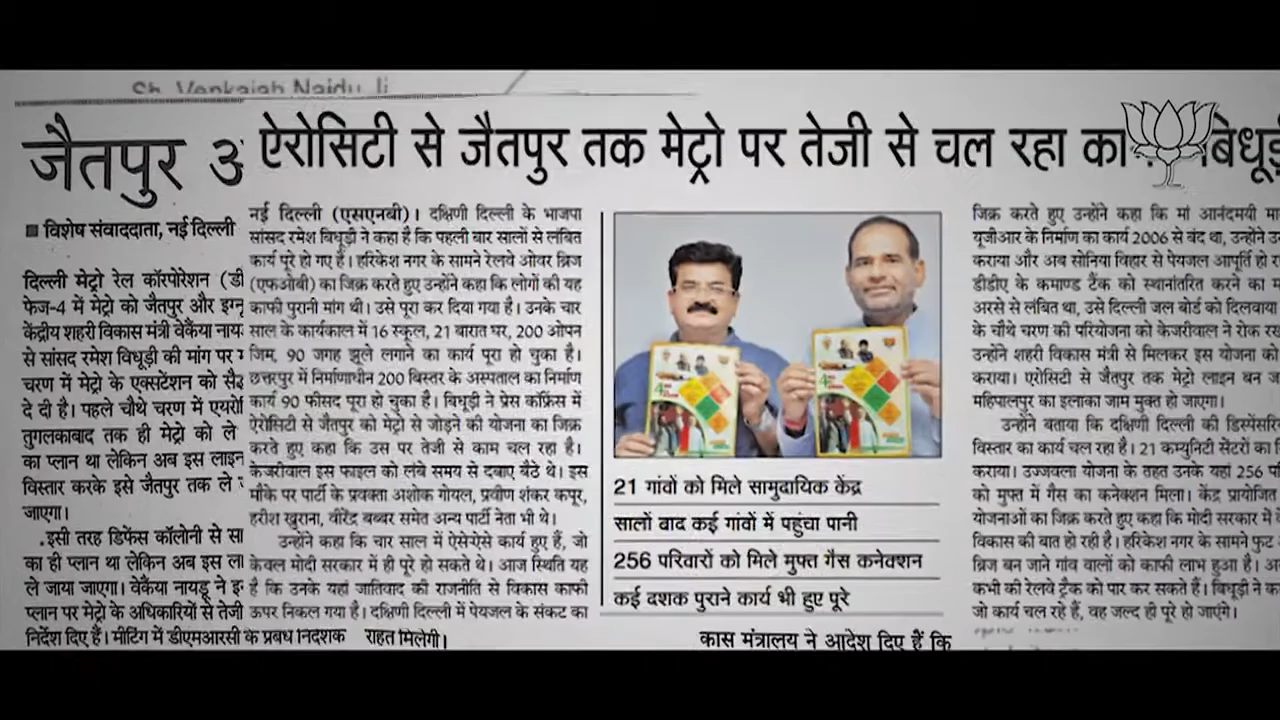 Sh. Venkaiah Naidu Ji
जैतपुर
■ विशेष संवाददाता, नई दिल्ली
दिल्ली मेट्रो रेल कॉरपोरेशन (डी
फेज-4 में मेट्रो को जैतपुर और इग्नू
केंद्रीय शहरी विकास मंत्री वेंकैया
से सांसद रमेश विधूड़ी की मांग पर
चरण में मेट्रो के एक्सटेंशन को
दे दी है। पहले चौथे चरण में
तुगलकाबाद तक ही मेट्रो को ले
का प्लान था लेकिन अब इस लाइन
विस्तार करके इसे जैतपुर तक ले
जाएगा।
इसी तरह डिफेंस कॉलोनी से
का ही प्लान था लेकिन अब इस
ले जाया जाएगा। वेंकैया नायडू ने
प्लान पर मेट्रो के अधिकारियों से तेजी
निर्देश दिए हैं। मीटिंग में डीएमआरसी के प्रबंध निदेशक
राहत मिलेगी।
ऐरोसिटी से जैतपुर तक मेट्रो पर तेजी से चल रहा का
नई दिल्ली (एसएनबी)। दक्षिणी दिल्ली के भाजपा
सांसद रमेश बिधूड़ी ने कहा है कि पहली बार सालों से लंबित
कार्य पूरे हो गए हैं। हरिकेश नगर के सामने रेलवे ओवर ब्रिज
(एफओबी) का जिक्र करते हुए उन्होंने कहा कि लोगों की यह
काफी पुरानी मांग थी। उसे पूरा कर दिया गया है। उनके चार
साल के कार्यकाल में 16 स्कूल, 21 बारात घर, 200 ओपन
जिम, 90 जगह झूले लगाने का कार्य पूरा हो चुका है।
छत्तरपुर में निर्माणाधीन 200 बिस्तर के अस्पताल का निर्माण
कार्य 90 फीसद पूरा हो चुका है। बिधूड़ी ने प्रेस कांफ्रेंस में
ऐरोसिटी से जैतपुर को मेट्रो से जोड़ने की योजना का जिक्र
करते हुए कहा कि उस पर तेजी से काम चल रहा है।
केजरीवाल इस फाइल को लंबे समय से दबाए बैठे थे। इस
मौके पर पार्टी के प्रवक्ता अशोक गोयल, प्रवीण शंकर कपूर,
हरीश खुराना, वीरेंद्र बब्बर समेत अन्य पार्टी नेता भी थे।
उन्होंने कहा कि चार साल में ऐसे-ऐसे कार्य हुए हैं, जो
केवल मोदी सरकार में ही पूरे हो सकते थे। आज स्थिति यह
है कि उनके यहां जातिवाद की राजनीति से विकास काफी
ऊपर निकल गया है। दक्षिणी दिल्ली में पेयजल के संकट का
21 गांवों को मिले सामुदायिक केंद्र
सालों बाद कई गांवों में पहुंचा पानी
256 परिवारों को मिले मुफ्त गैस कनेक्शन
कई दशक पुराने कार्य भी हुए पूरे
कास मंत्रालय ने आदेश दिए हैं कि
जिक्र करते हुए उन्होंने कहा कि मां आनंदमयी
यूजीआर के निर्माण का कार्य 2006 से बंद था, उन्होंने
कराया और अब सोनिया विहार से पेयजल आपूर्ति हो
डीडीए के कमाण्ड टैंक को स्थानांतरित करने का
अरसे से लंबित था, उसे दिल्ली जल बोर्ड को दिलवाया
के चौथे चरण की परियोजना को केजरीवाल ने रोक
उन्होंने शहरी विकास मंत्री से मिलकर इस योजना को
कराया। एरोसिटी से जैतपुर तक मेट्रो लाइन बन
महिपालपुर का इलाका जाम मुक्त हो जाएगा।
उन्होंने बताया कि दक्षिणी दिल्ली की
विस्तार का कार्य चल रहा है। 21 कम्युनिटी सेंटरों का
कराया। उज्जवला योजना के तहत उनके यहां 256
को मुफ्त में गैस का कनेक्शन मिला। केंद्र प्रायोजित
योजनाओं का जिक्र करते हुए कहा कि मोदी सरकार में
विकास की बात हो रही है। हरिकेश नगर के सामने फुट
ब्रिज बन जाने गांव वालों को काफी लाभ हुआ है।
कभी की रेलवे ट्रैक को पार कर सकते हैं। बिधूड़ी ने
जो कार्य चल रहे हैं, वह जल्द ही पूरे हो जाएंगे।